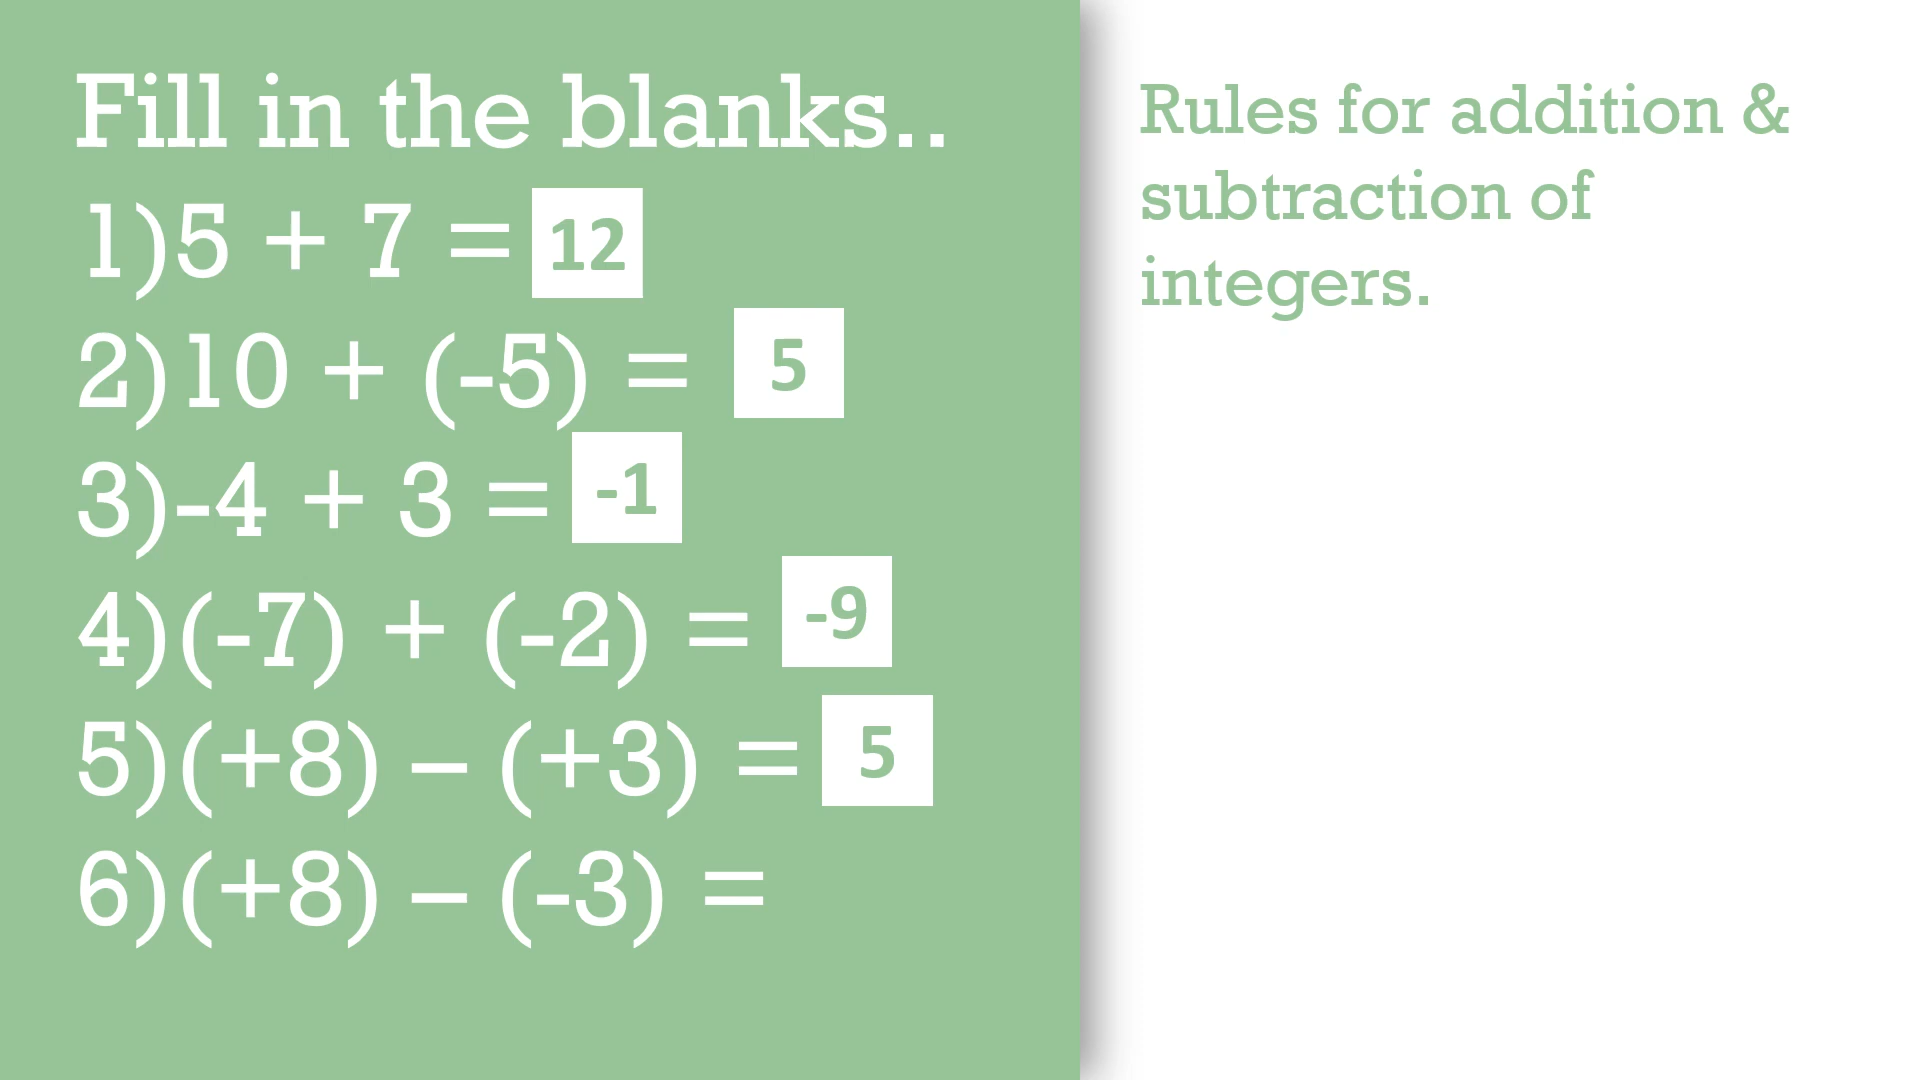 Fill in the blanks..
1)5 + 7 = 12
2)10 + (-5) = 5
3)-4 + 3 = -1
4)(-7) + (-2) = -9
5)(+8) – (+3) = 5
6)(+8) – (-3) =
Rules for addition &
subtraction of
integers.